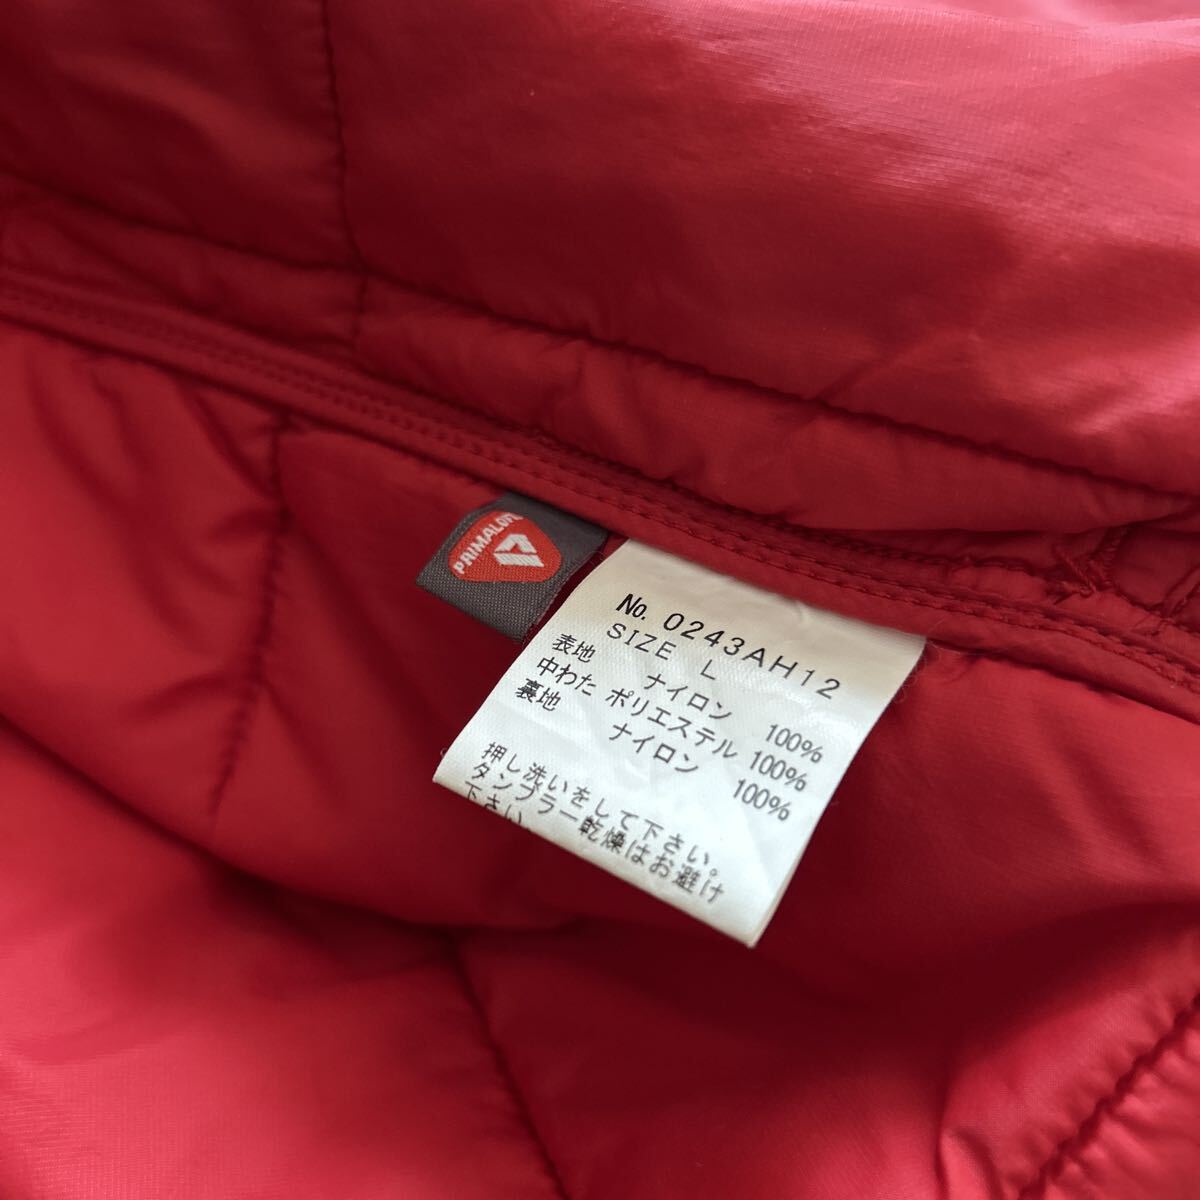 PRIMALOFT
No. 0243AH12
SIZE L
表地 ナイロン 100%
中わた ポリエステル 100%
裏地 ナイロン 100%
押し洗いをして下さい。
タンブラー乾燥はお避け
下さい。